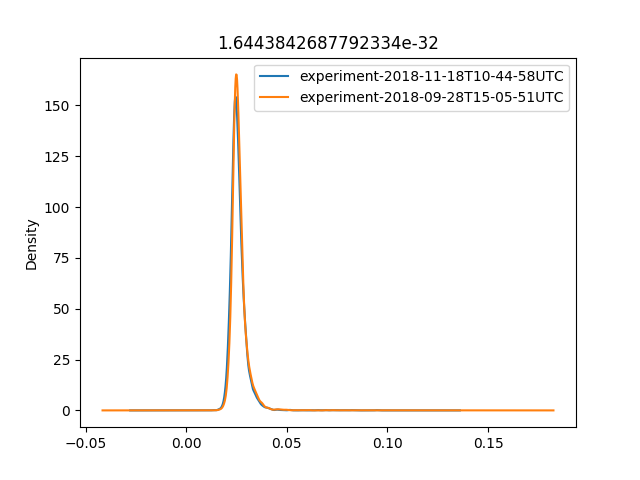 1.6443842687792334e-32
experiment-2018-11-18T10-44-58UTC
experiment-2018-09-28T15-05-51UTC
Density
150
125
100
75
50
25
0
−0.05 0.00 0.05 0.10 0.15